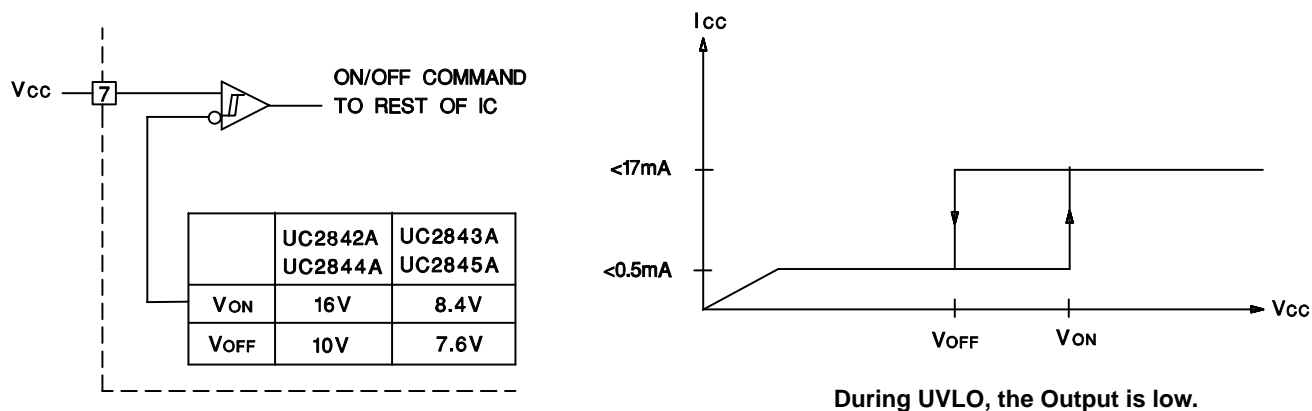 Vcc
7
ON/OFF COMMAND
TO REST OF IC
UC2842A UC2843A
UC2844A UC2845A
VON 16V 8.4V
VOFF 10V 7.6V
Icc
<17mA
<0.5mA
VOFF
VON
Vcc
During UVLO, the Output is low.